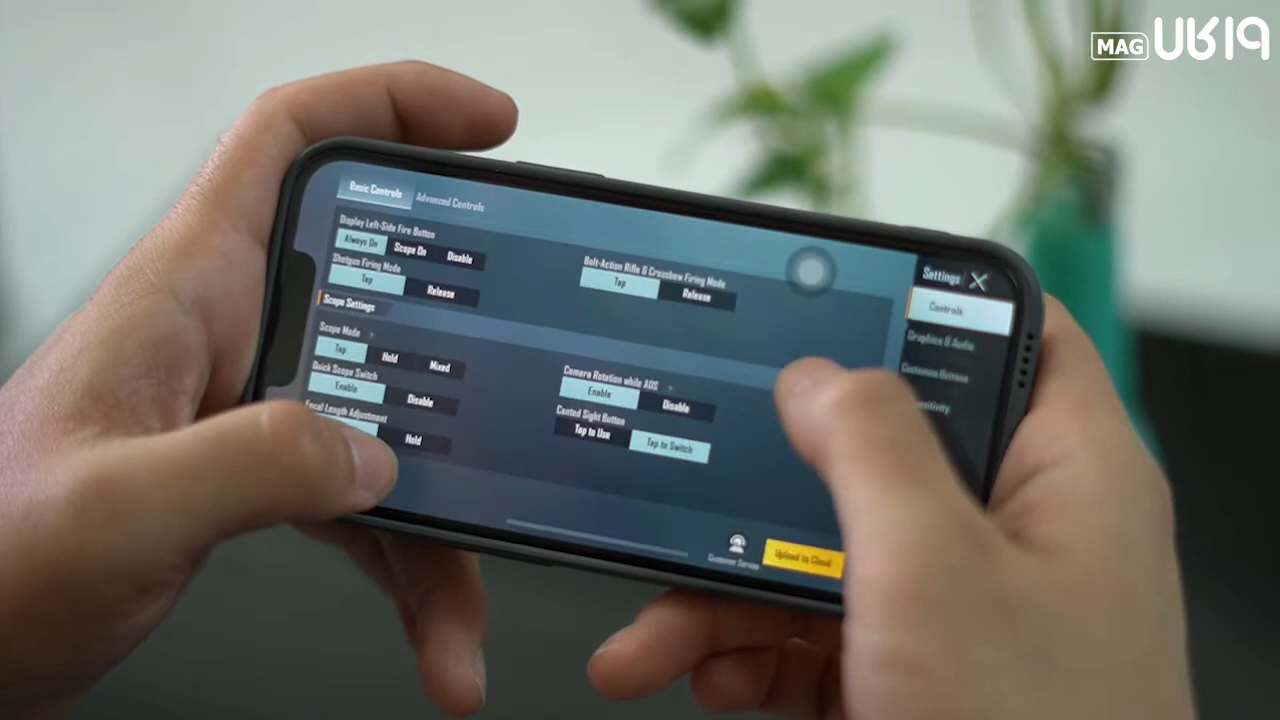 MAG
Basic Controls Advanced Controls
Display Left-Side Fire Button
Always On Scope On Disable
Shotgun Firing Mode
Tap Release
Bolt-Action Rifle & Crossbow Firing Mode
Tap Release
Scope Settings
Scope Mode
Tap Hold Mixed
Quick Scope Switch
Enable Disable
Focal Length Adjustment
Hold
Camera Rotation while ADS
Enable Disable
Canted Sight Button
Tap to Use Tap to Switch
Settings
Controls
Graphics & Audio
Customize Buttons
Customer Service
Upload to Cloud